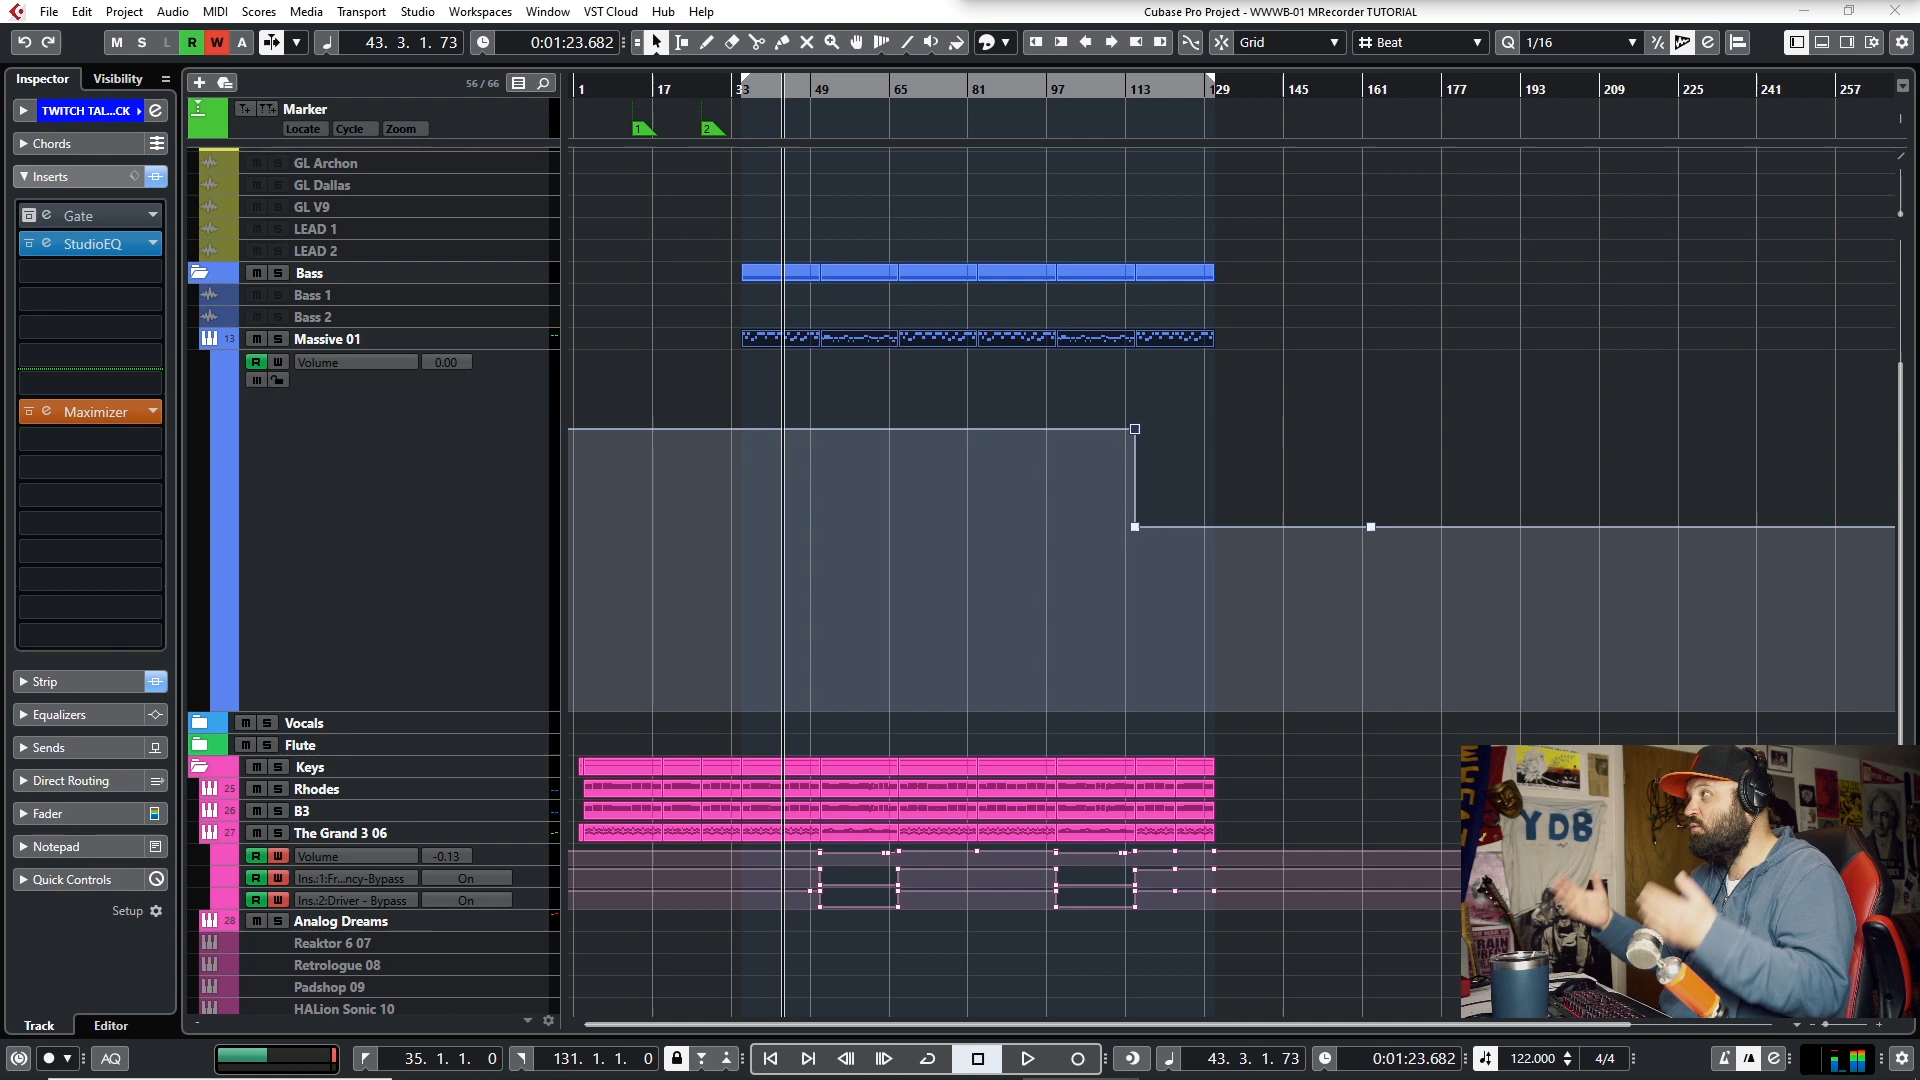 File Edit Project Audio MIDI Scores Media Transport Studio Workspaces Window VST Cloud Hub Help
Cubase Pro Project - WWWB-01 MRecorder TUTORIAL
M S L R W A
43. 3. 1. 73
0:01:23.682
Grid
Beat
Q 1/16
Inspector Visibility
56 / 66
1 17 33 49 65 81 97 113 129 145 161 177 193 209 225 241 257
TWITCH TAL...CK
Marker
Locate Cycle Zoom
1 2
Chords
Inserts
Gate
StudioEQ
Maximizer
Strip
Equalizers
Sends
Direct Routing
Fader
Notepad
Quick Controls
Setup
Track Editor
m s GL Archon
m s GL Dallas
m s GL V9
m s LEAD 1
m s LEAD 2
m s Bass
m s Bass 1
m s Bass 2
13 m s Massive 01
R W Volume 0.00
m s Vocals
m s Flute
m s Keys
25 m s Rhodes
26 m s B3
27 m s The Grand 3 06
R W Volume -0.13
R W Ins.:1:Fr...ncy-Bypass On
R W Ins.:2:Driver - Bypass On
28 m s Analog Dreams
Reaktor 6 07
Retrologue 08
Padshop 09
HALion Sonic 10
YDB
AQ
35. 1. 1. 0
131. 1. 1. 0
43. 3. 1. 73
0:01:23.682
122.000
4/4